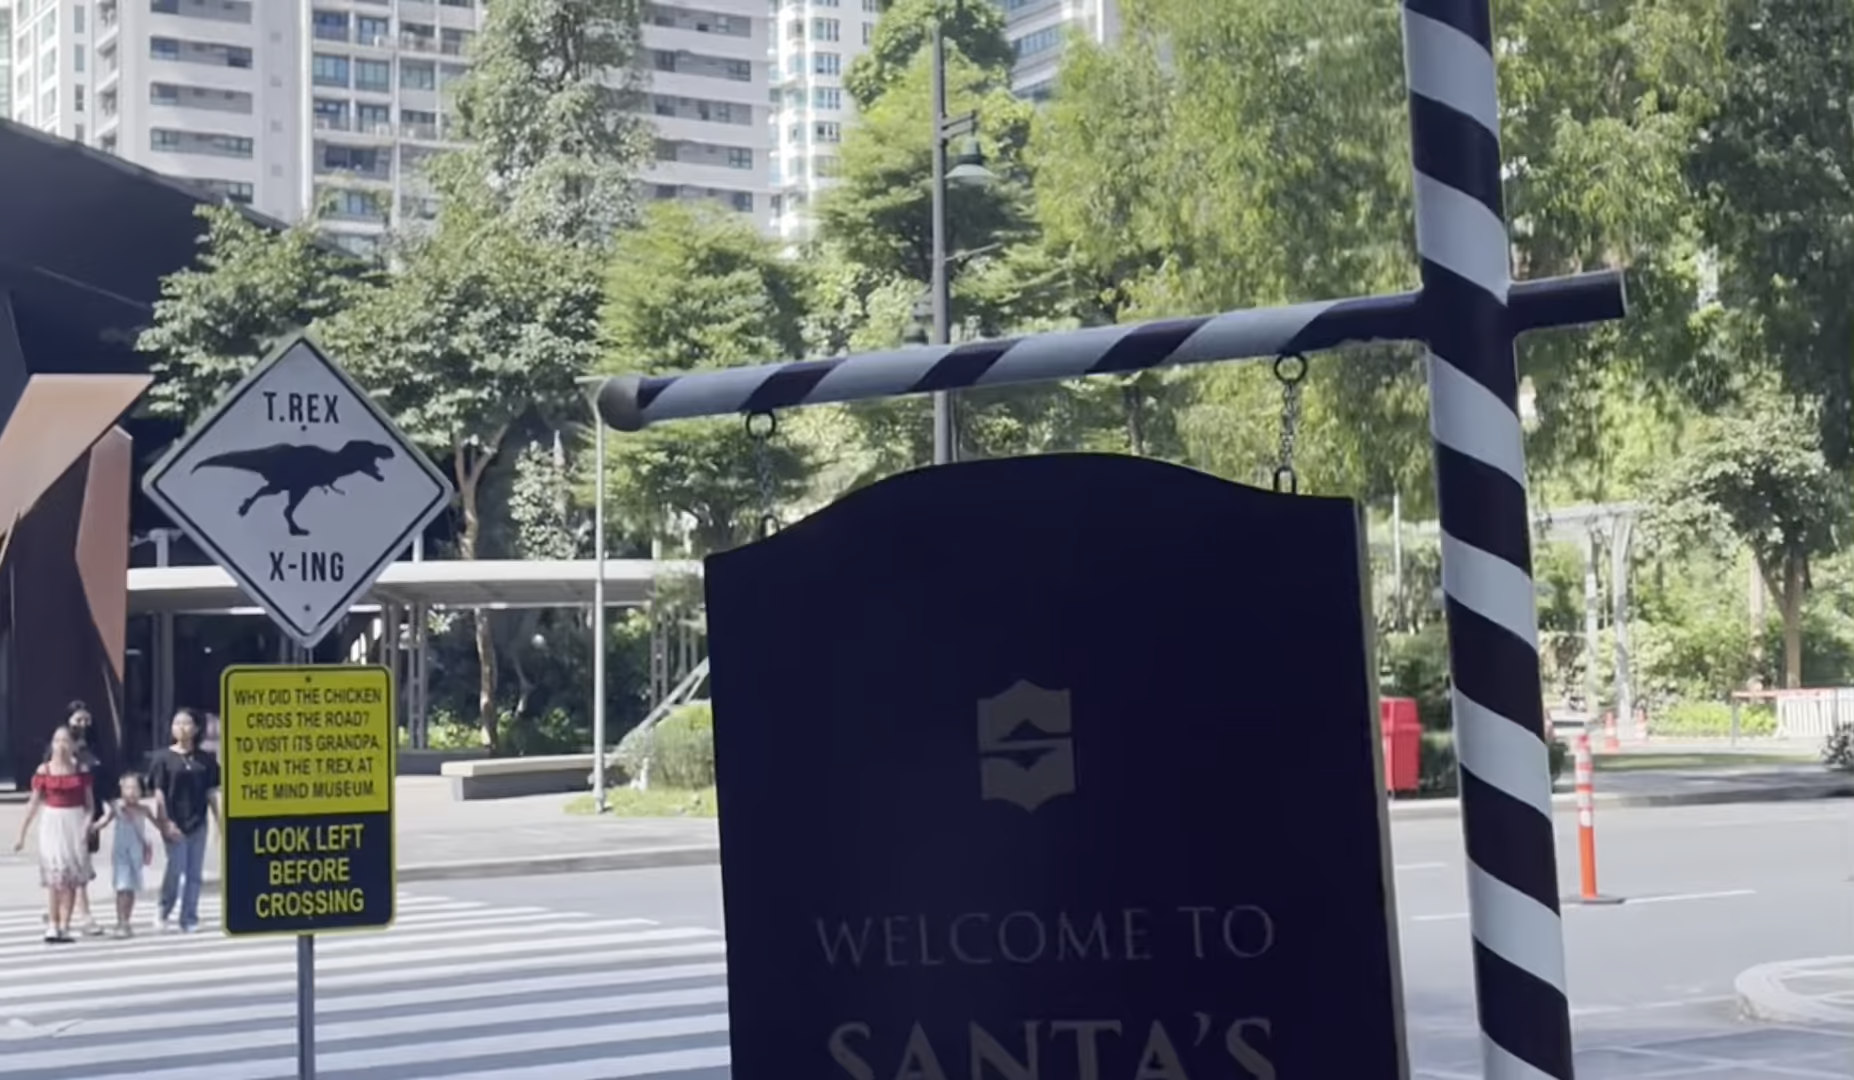 T.REX
X-ING
WHY DID THE CHICKEN
CROSS THE ROAD?
TO VISIT ITS GRANDPA,
STAN THE T.REX AT
THE MIND MUSEUM.
LOOK LEFT
BEFORE
CROSSING
WELCOME TO
SANTA'S